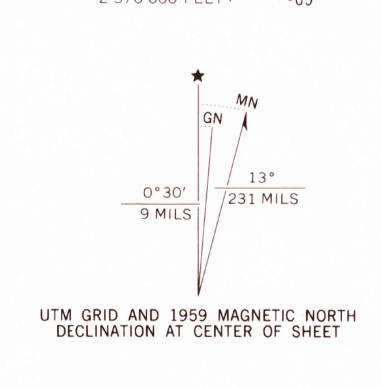 MN
GN
0°30'
9 MILS
13°
231 MILS
UTM GRID AND 1959 MAGNETIC NORTH
DECLINATION AT CENTER OF SHEET